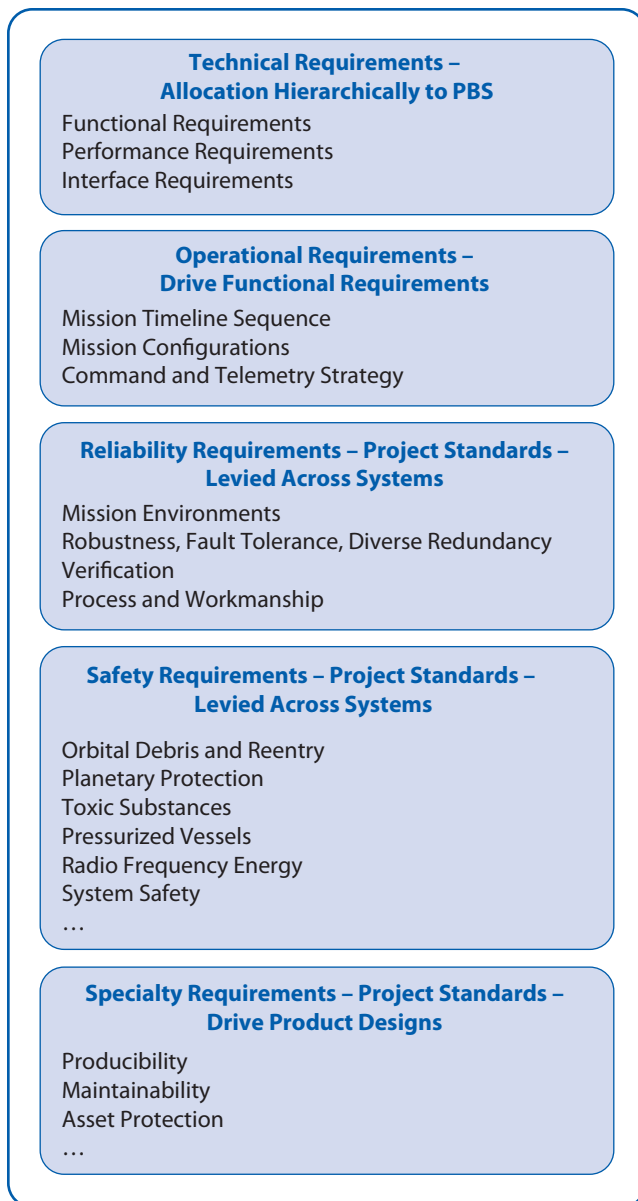 Technical Requirements –
Allocation Hierarchically to PBS
Functional Requirements
Performance Requirements
Interface Requirements
Operational Requirements –
Drive Functional Requirements
Mission Timeline Sequence
Mission Configurations
Command and Telemetry Strategy
Reliability Requirements – Project Standards –
Levied Across Systems
Mission Environments
Robustness, Fault Tolerance, Diverse Redundancy
Verification
Process and Workmanship
Safety Requirements – Project Standards –
Levied Across Systems
Orbital Debris and Reentry
Planetary Protection
Toxic Substances
Pressurized Vessels
Radio Frequency Energy
System Safety
…
Specialty Requirements – Project Standards –
Drive Product Designs
Producibility
Maintainability
Asset Protection
…